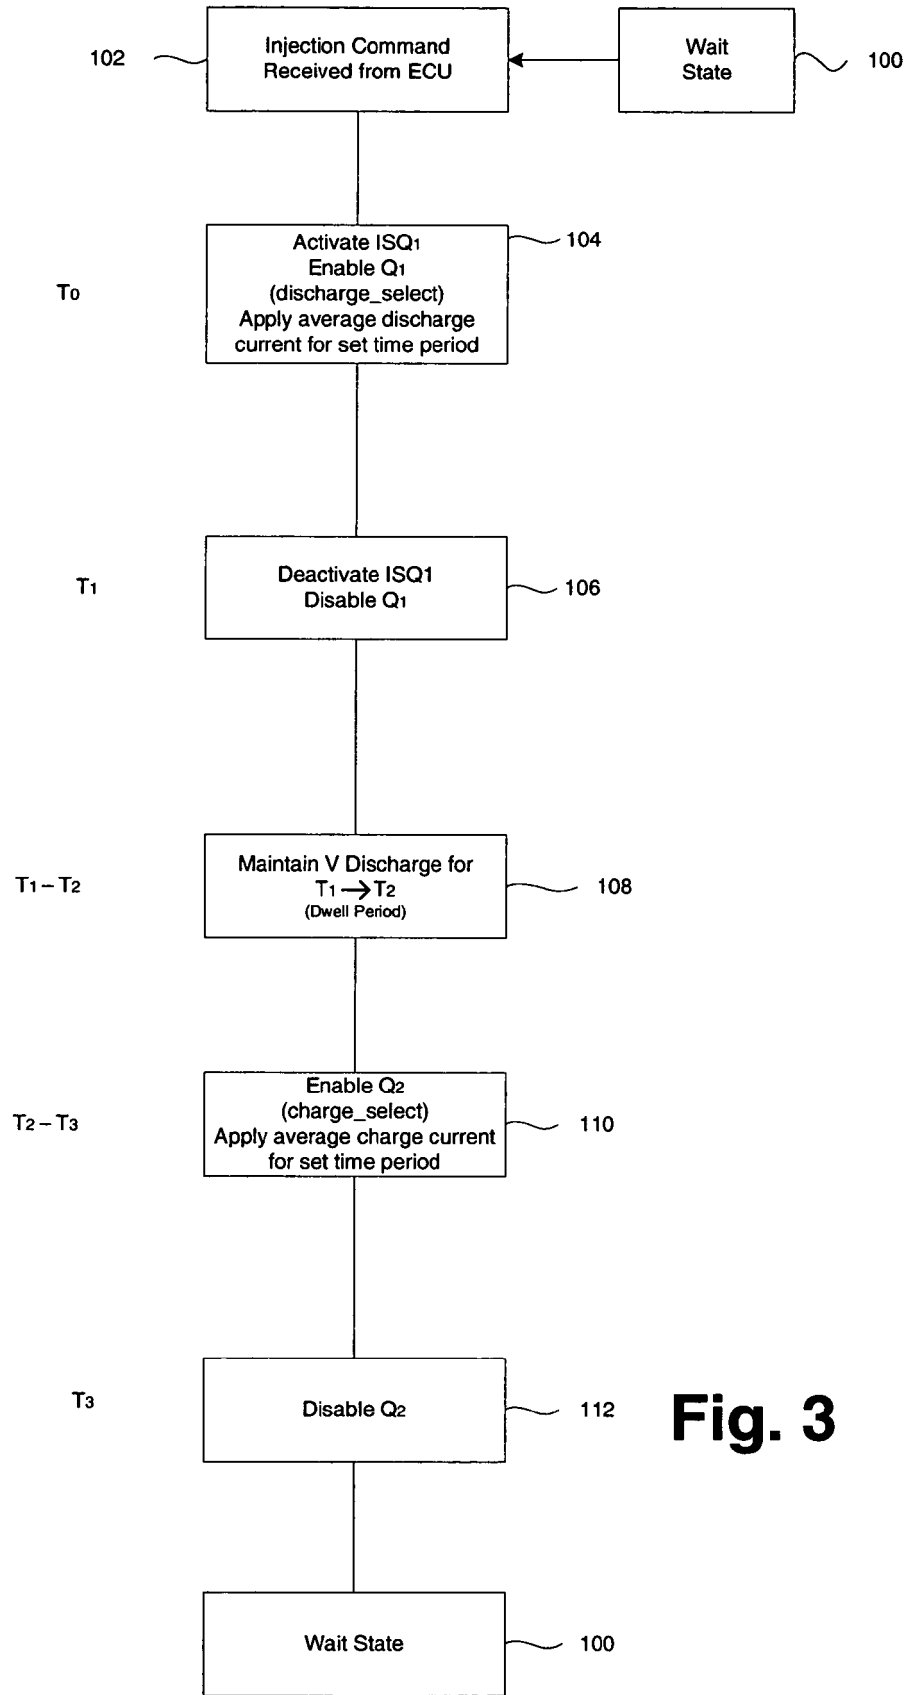 102
Injection Command
Received from ECU
Wait
State
100
T0
Activate ISQ1
Enable Q1
(discharge_select)
Apply average discharge
current for set time period
104
T1
Deactivate ISQ1
Disable Q1
106
T1 – T2
Maintain V Discharge for
T1 → T2
(Dwell Period)
108
T2 – T3
Enable Q2
(charge_select)
Apply average charge current
for set time period
110
T3
Disable Q2
112
Fig. 3
Wait State
100